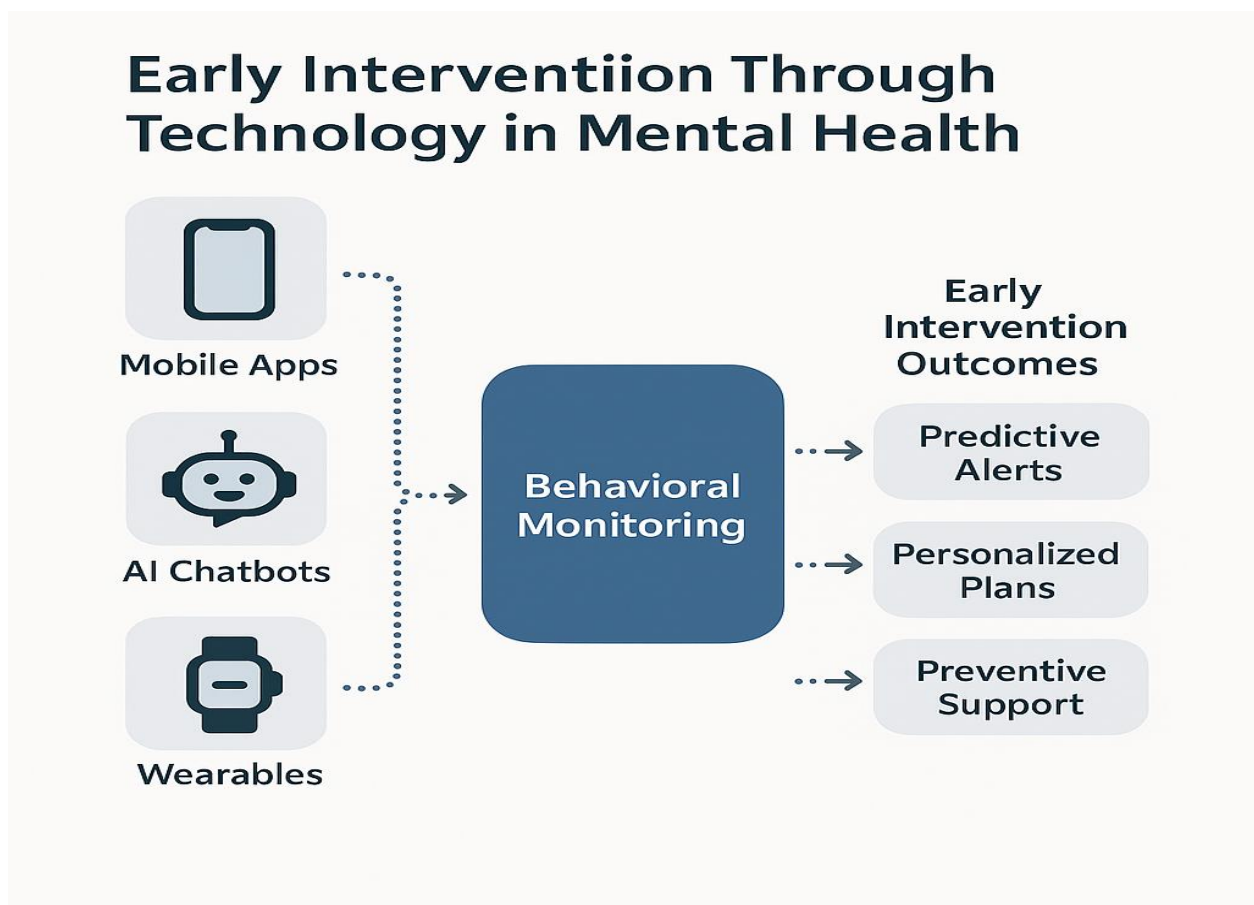 Early Interventiion Through
Technology in Mental Health
Mobile Apps
AI Chatbots
Wearables
Behavioral
Monitoring
Early
Intervention
Outcomes
Predictive
Alerts
Personalized
Plans
Preventive
Support